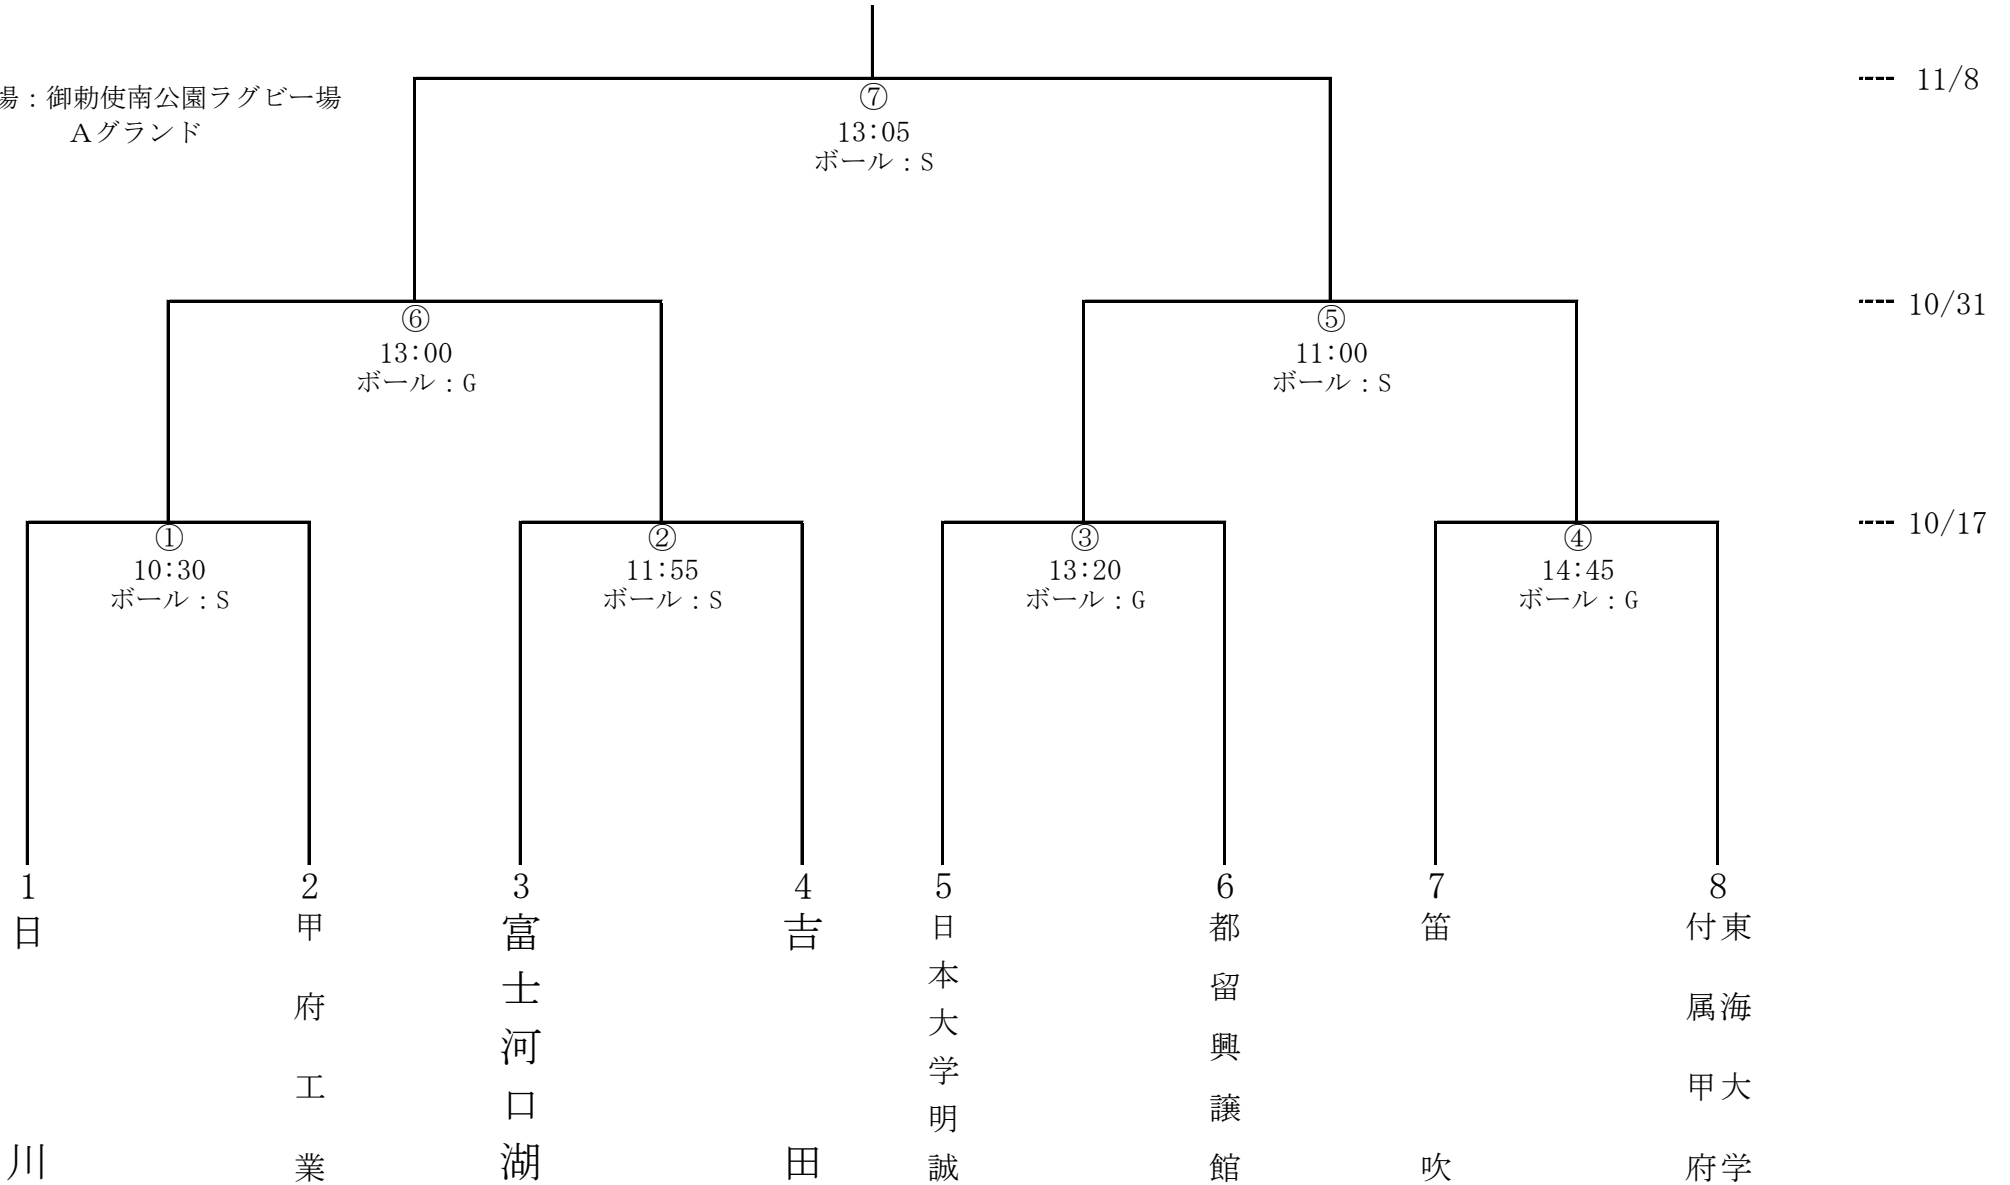 11/8
場：御勅使南公園ラグビー場
Aグランド
⑦
13:05
ボール：S
10/31
⑥
13:00
ボール：G
⑤
11:00
ボール：S
10/17
①
10:30
ボール：S
②
11:55
ボール：S
③
13:20
ボール：G
④
14:45
ボール：G
1
日川
2
甲府工業
3
富士河口湖
4
吉田
5
日本大学明誠
6
都留興譲館
7
笛吹
8
東海大学
付属甲府